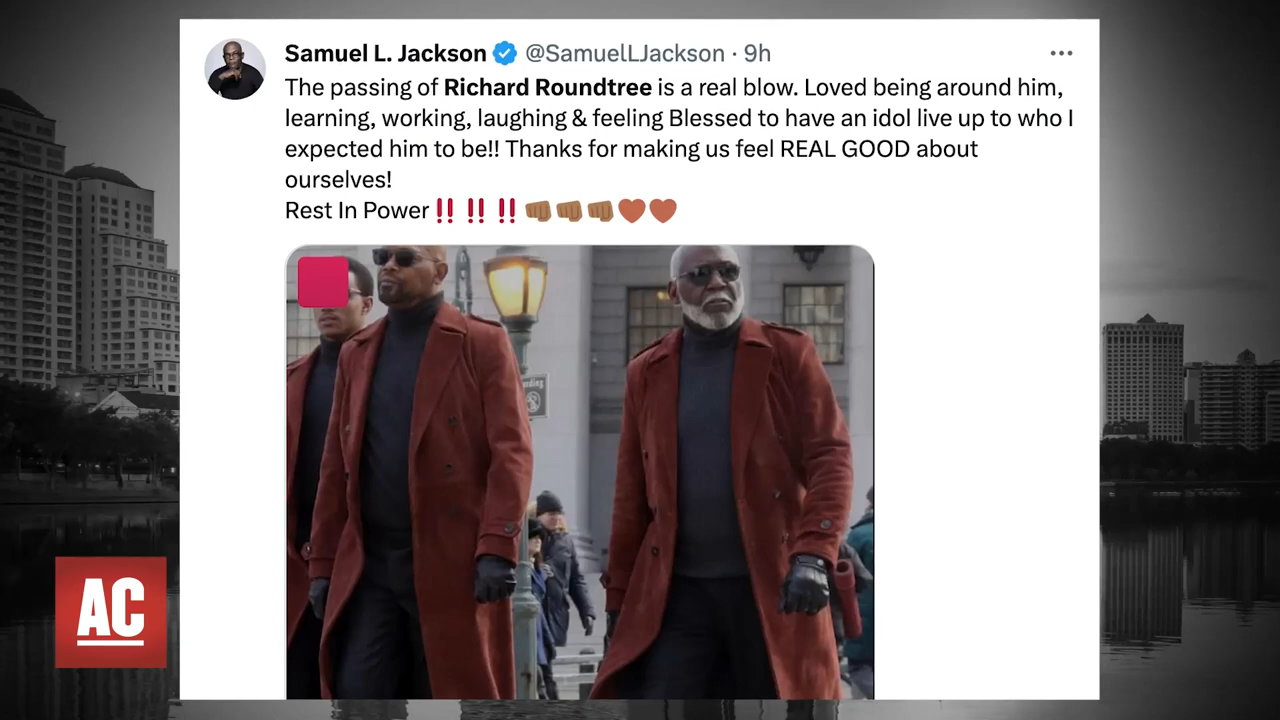 Samuel L. Jackson @SamuelLJackson · 9h
The passing of Richard Roundtree is a real blow. Loved being around him,
learning, working, laughing & feeling Blessed to have an idol live up to who I
expected him to be!! Thanks for making us feel REAL GOOD about
ourselves!
Rest In Power‼️ ‼️ ‼️ 👊🏾👊🏾👊🏾🤎🤎
AC